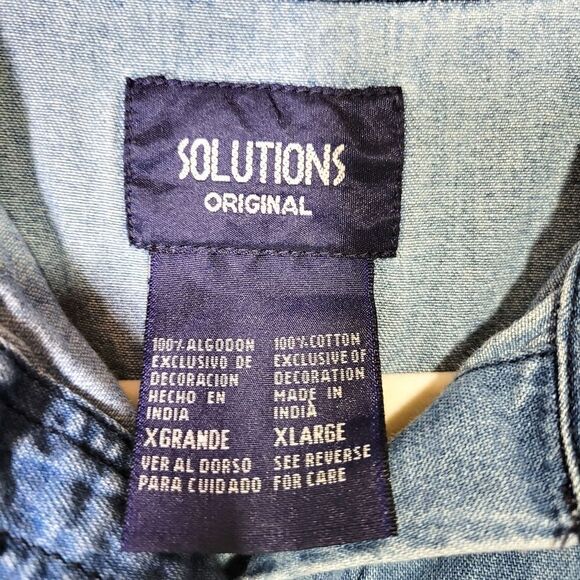 SOLUTIONS
ORIGINAL
100% ALGODON
EXCLUSIVO DE
DECORACION
HECHO EN
INDIA
XGRANDE
VER AL DORSO
PARA CUIDADO
100% COTTON
EXCLUSIVE OF
DECORATION
MADE IN
INDIA
XLARGE
SEE REVERSE
FOR CARE